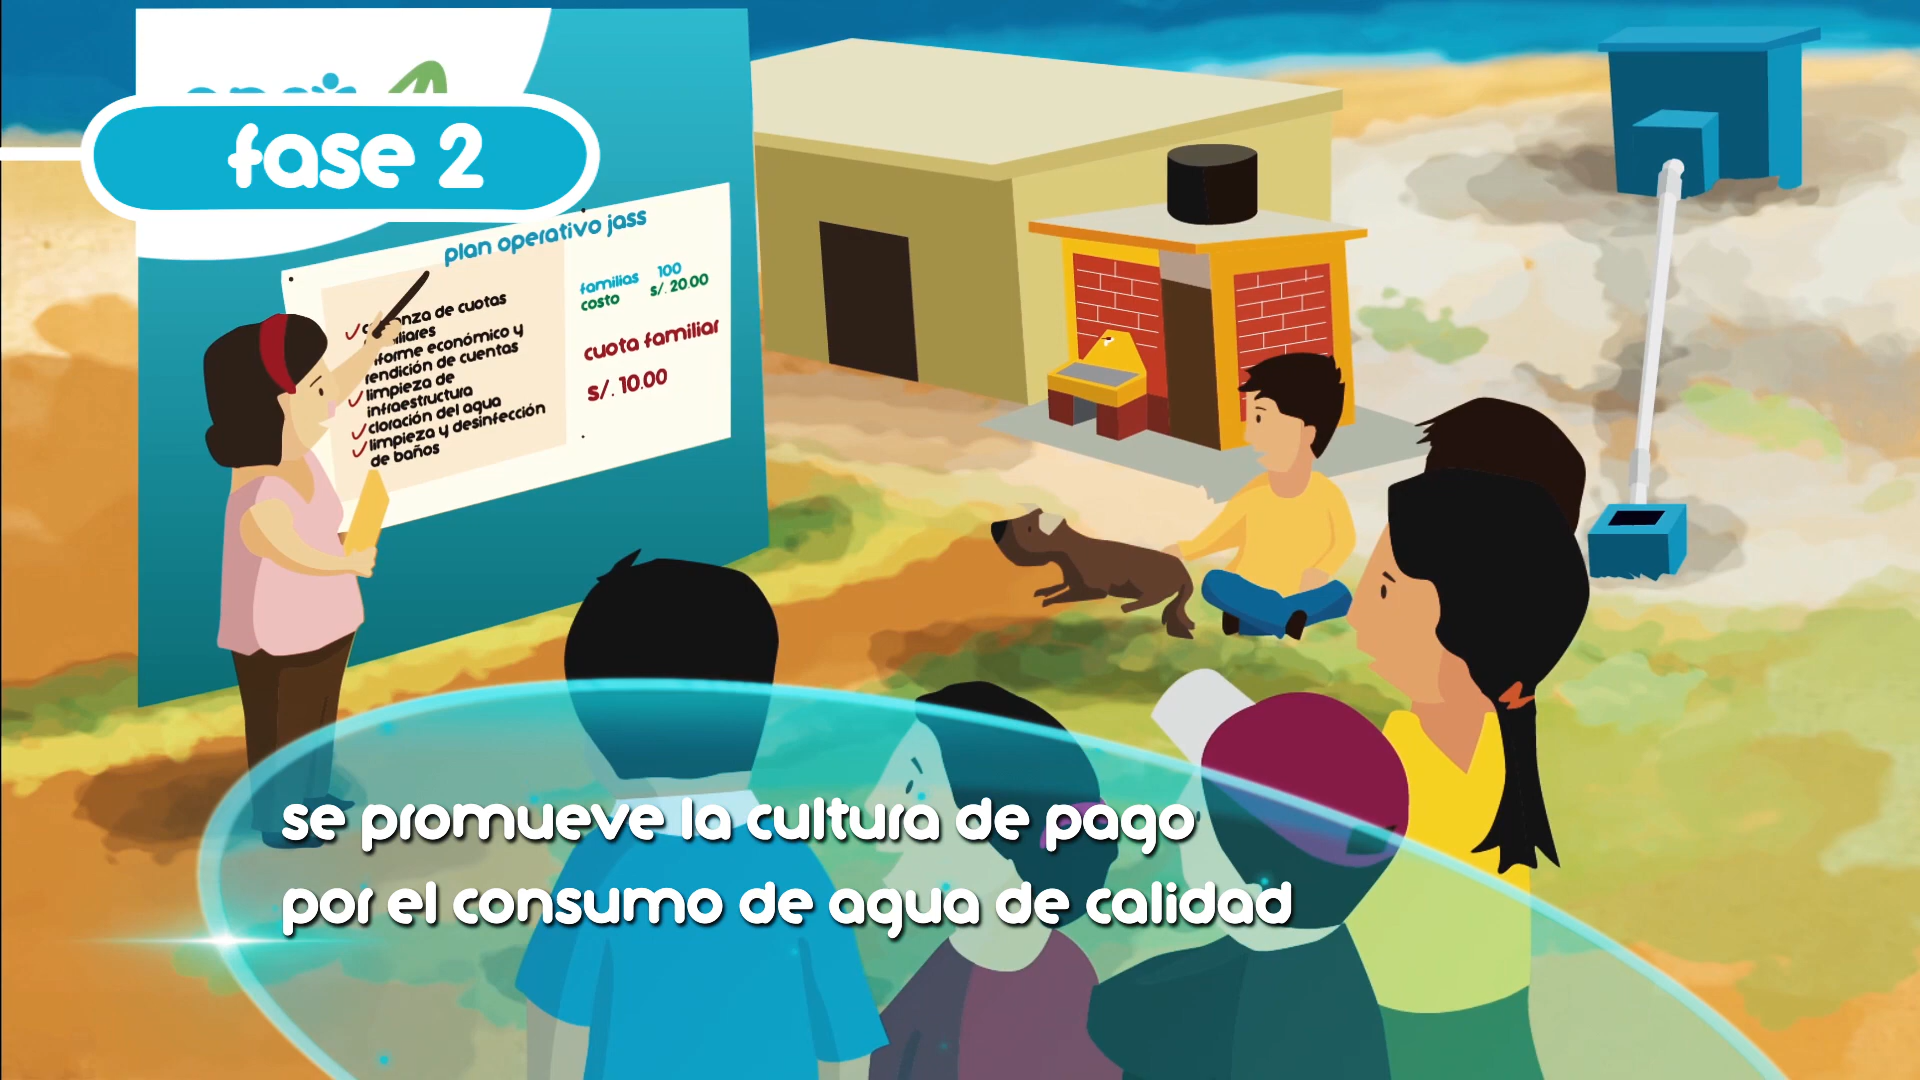 fase 2
plan operativo jass
de cuotas
informe económico y
rendición de cuentas
limpieza de
infraestructura
cloración del agua
limpieza y desinfección
de baños
familias 100
costo s/. 20.00
cuota familiar
s/. 10.00
se promueve la cultura de pago
por el consumo de agua de calidad